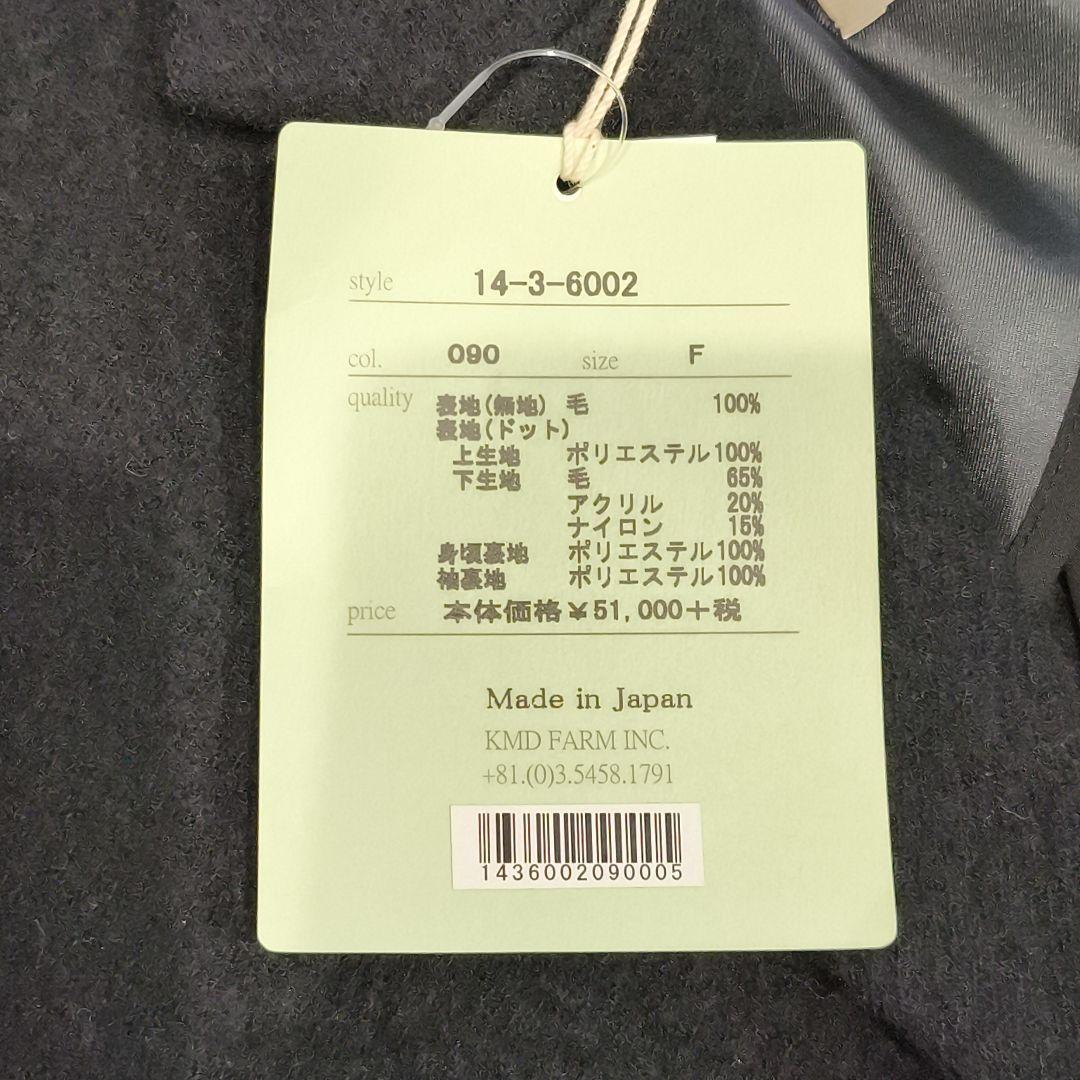 style 14-3-6002
col. 090 size F
quality 表地(無地) 毛 100%
表地(ドット)
上生地 ポリエステル100%
下生地 毛 65%
アクリル 20%
ナイロン 15%
身頃裏地 ポリエステル100%
袖裏地 ポリエステル100%
price 本体価格¥51,000+税
Made in Japan
KMD FARM INC.
+81.(0)3.5458.1791
1436002090005